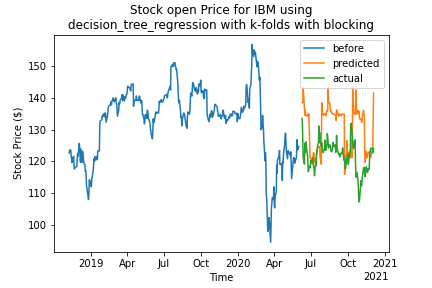 Stock open Price for IBM using
decision_tree_regression with k-folds with blocking
before
predicted
actual
Stock Price ($)
150
140
130
120
110
100
2019
Apr
Jul
Oct
2020
Apr
Jul
Oct
2021
2021
Time